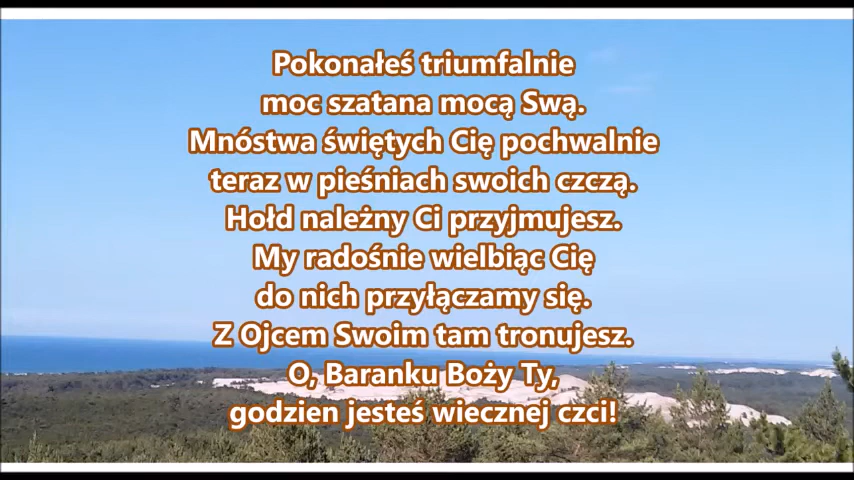 Pokonałeś triumfalnie
moc szatana mocą Swą.
Mnóstwa świętych Cię pochwalnie
teraz w pieśniach swoich czczą.
Hołd należny Ci przyjmujesz.
My radośnie wielbiąc Cię
do nich przyłączamy się.
Z Ojcem Swoim tam tronujesz.
O, Baranku Boży Ty,
godzien jesteś wiecznej czci!